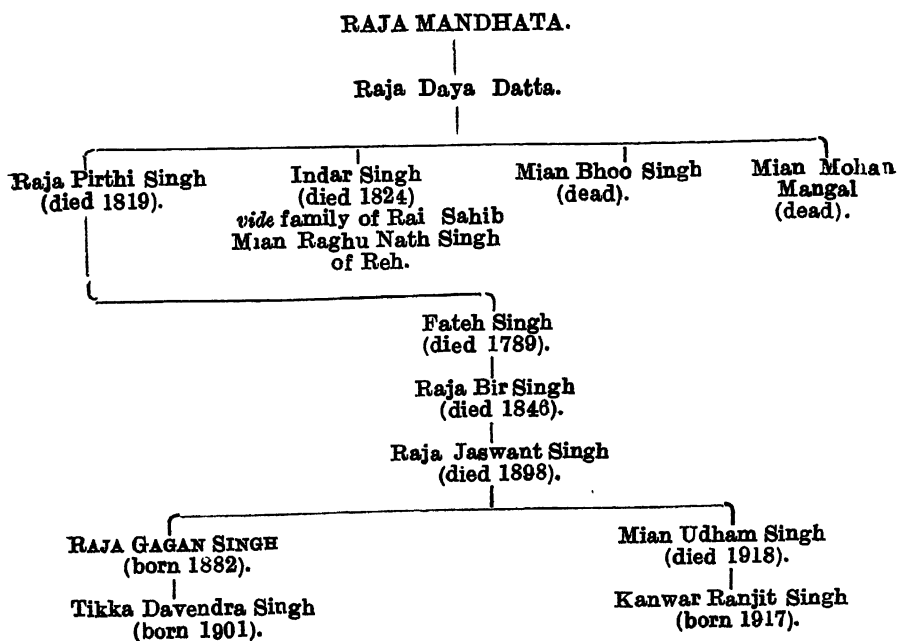 RAJA MANDHATA.
Raja Daya Datta.
Raja Pirthi Singh
(died 1819).
Indar Singh
(died 1824)
vide family of Rai Sahib
Mian Raghu Nath Singh
of Reh.
Mian Bhoo Singh
(dead).
Mian Mohan
Mangal
(dead).
Fateh Singh
(died 1789).
Raja Bir Singh
(died 1846).
Raja Jaswant Singh
(died 1898).
RAJA GAGAN SINGH
(born 1882).
Mian Udham Singh
(died 1918).
Tikka Davendra Singh
(born 1901).
Kanwar Ranjit Singh
(born 1917).